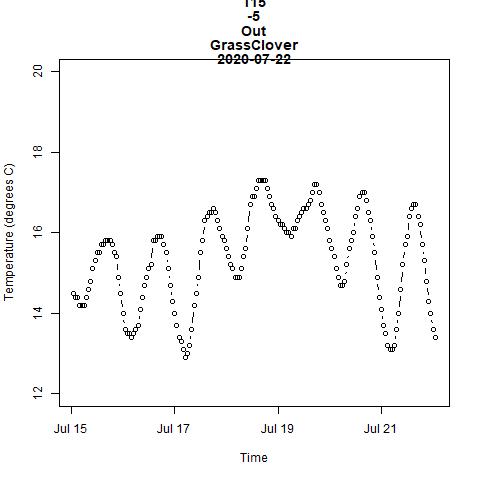 T15
-5
Out
GrassClover
2020-07-22
Temperature (degrees C)
20
18
16
14
12
Jul 15
Jul 17
Jul 19
Jul 21
Time